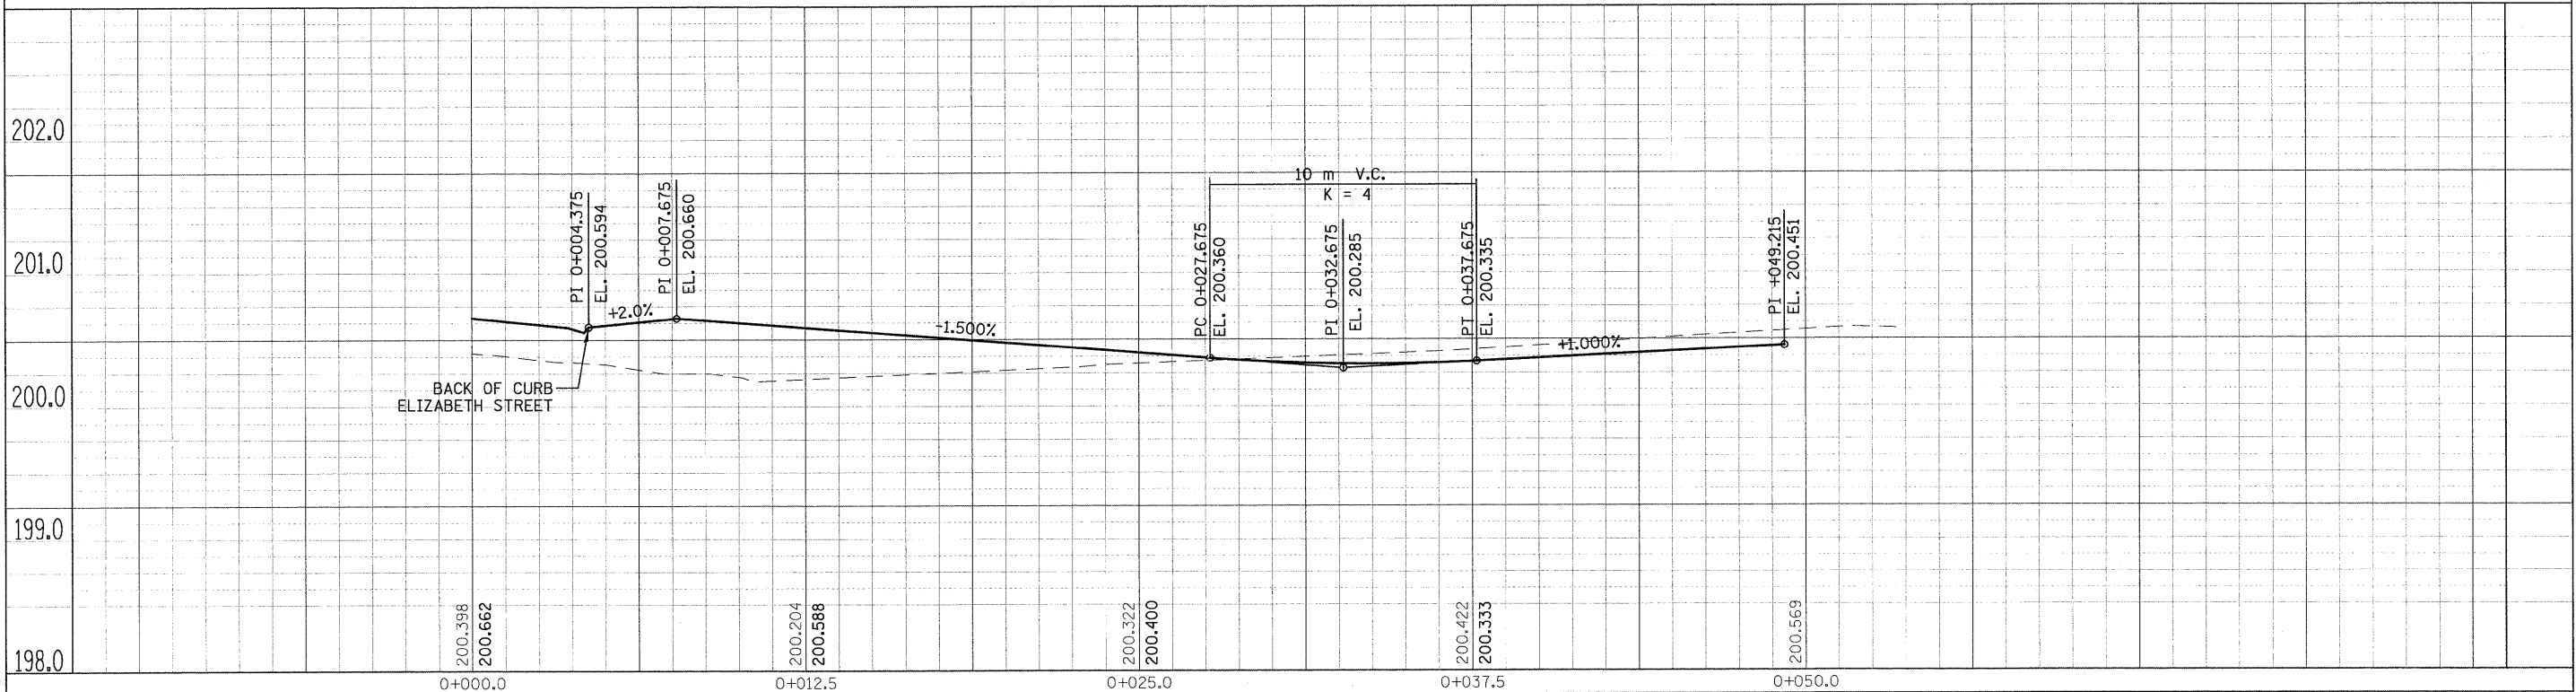 202.0
201.0
200.0
199.0
198.0
PI 0+004.375
EL. 200.594
PI 0+007.675
EL. 200.660
+2.0%
-1.500%
BACK OF CURB
ELIZABETH STREET
10 m V.C.
K = 4
PC 0+027.675
EL. 200.360
PI 0+032.675
EL. 200.285
PT 0+037.675
EL. 200.335
+1.000%
PI +049.215
EL. 200.451
200.398
200.662
200.204
200.588
200.322
200.400
200.422
200.333
200.569
0+000.0
0+012.5
0+025.0
0+037.5
0+050.0